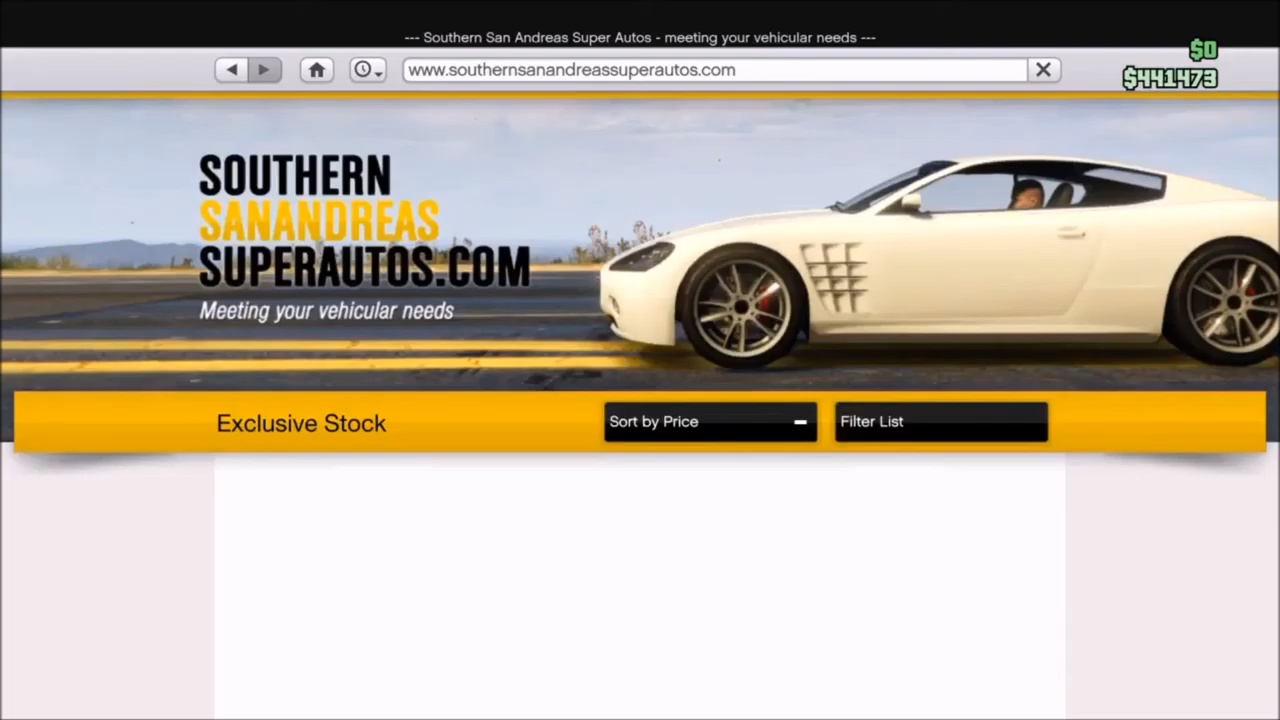 --- Southern San Andreas Super Autos - meeting your vehicular needs ---
$0
www.southernsanandreassuperautos.com
$441473
SOUTHERN
SANANDREAS
SUPERAUTOS.COM
Meeting your vehicular needs
Exclusive Stock
Sort by Price
Filter List